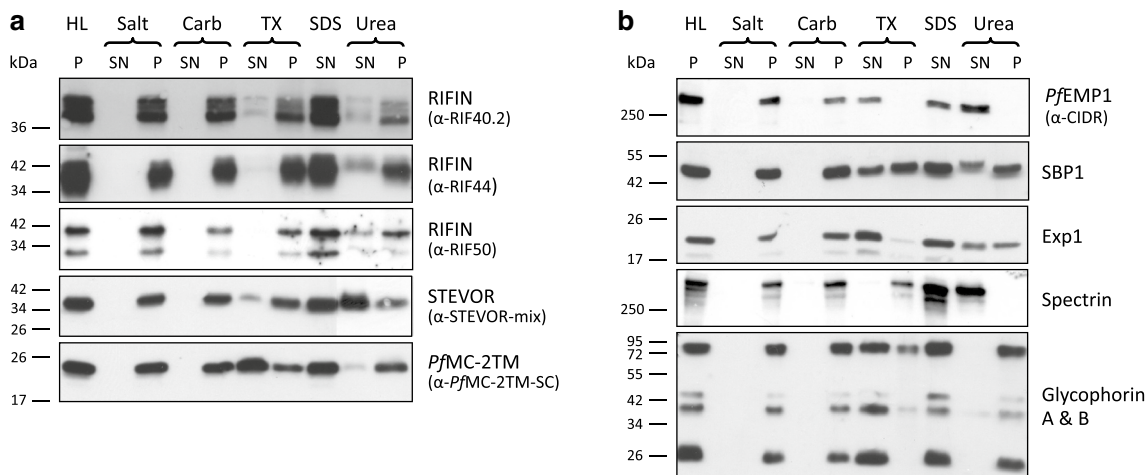 a
HL Salt Carb TX SDS Urea
kDa P SN P SN P SN P SN SN P
36
RIFIN
(α-RIF40.2)
42
34
RIFIN
(α-RIF44)
42
34
RIFIN
(α-RIF50)
42
34
26
STEVOR
(α-STEVOR-mix)
26
17
PfMC-2TM
(α-PfMC-2TM-SC)
b
HL Salt Carb TX SDS Urea
kDa P SN P SN P SN P SN SN P
250
PfEMP1
(α-CIDR)
55
42
SBP1
26
17
Exp1
250
Spectrin
95
72
55
42
34
26
Glycophorin
A & B